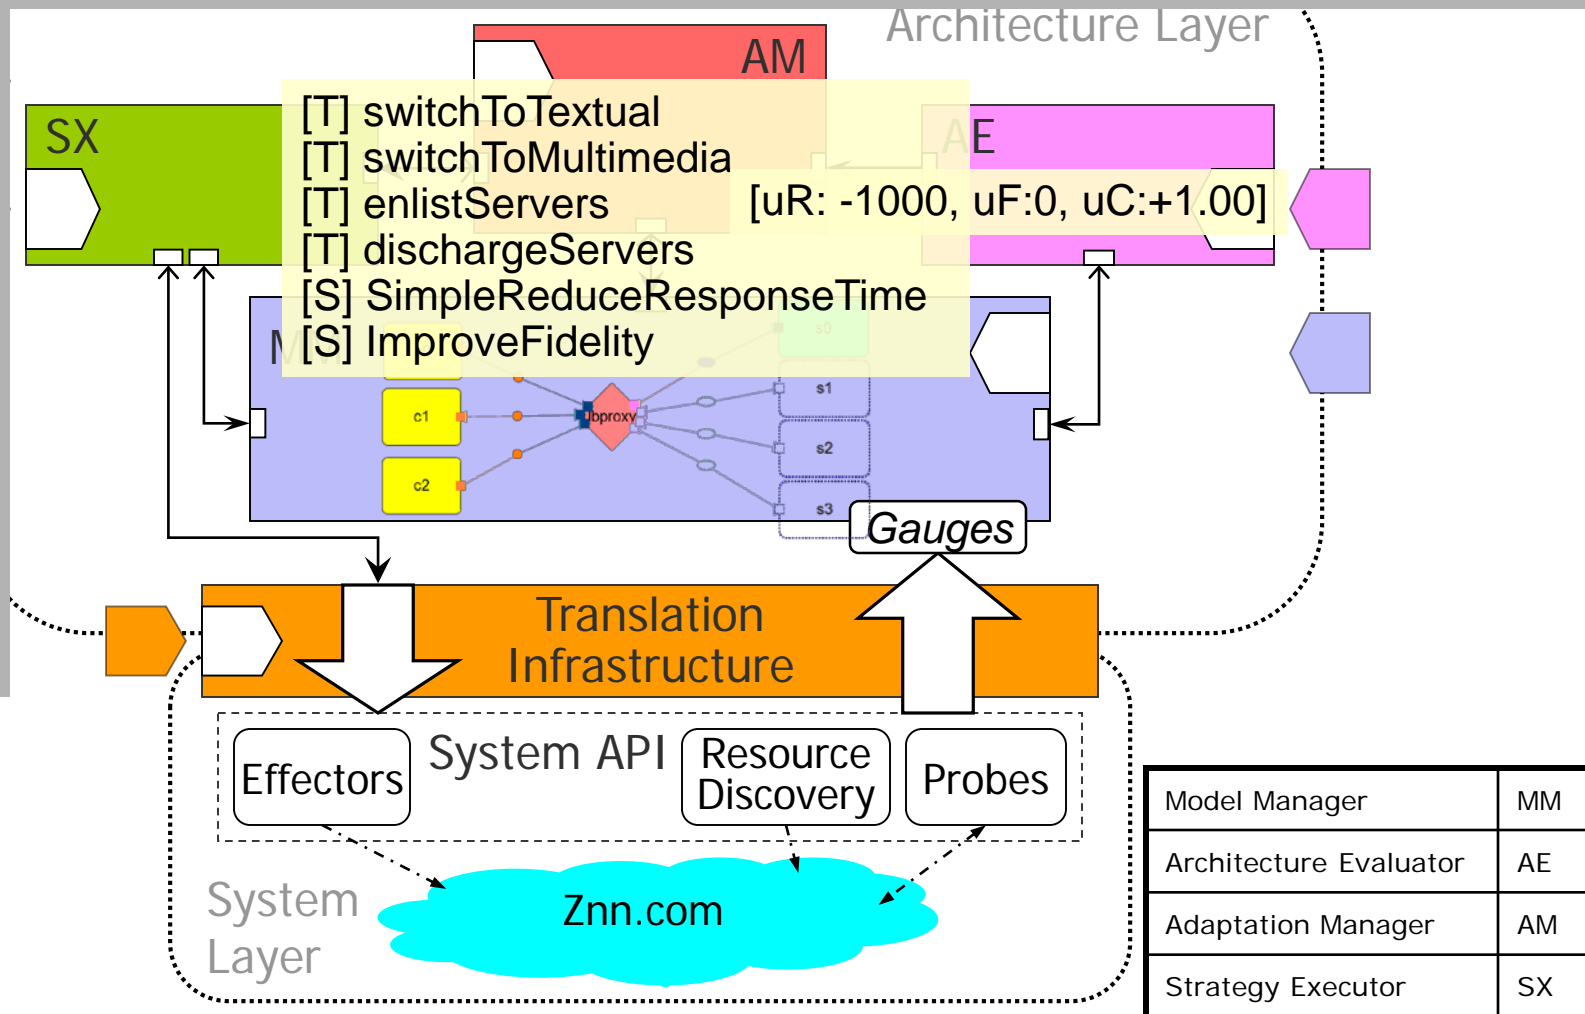 Architecture Layer
AM
SX
AE
[T] switchToTextual
[T] switchToMultimedia
[T] enlistServers
[uR: -1000, uF:0, uC:+1.00]
[T] dischargeServers
[S] SimpleReduceResponseTime
[S] ImproveFidelity
s0
s1
c1
lbproxy
s2
c2
s3
Gauges
Translation
Infrastructure
System API
Effectors
Resource
Discovery
Probes
Znn.com
System
Layer
Model Manager MM
Architecture Evaluator AE
Adaptation Manager AM
Strategy Executor SX